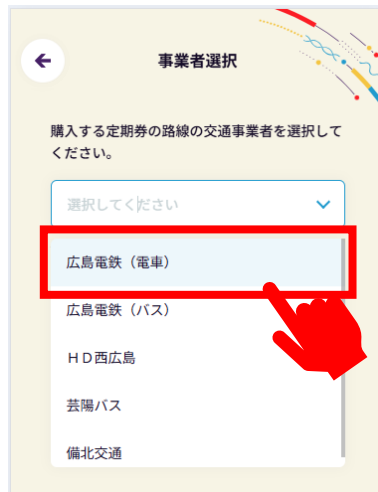 事業者選択
購入する定期券の路線の交通事業者を選択して
ください。
選択してください
広島電鉄（電車）
広島電鉄（バス）
ＨＤ西広島
芸陽バス
備北交通